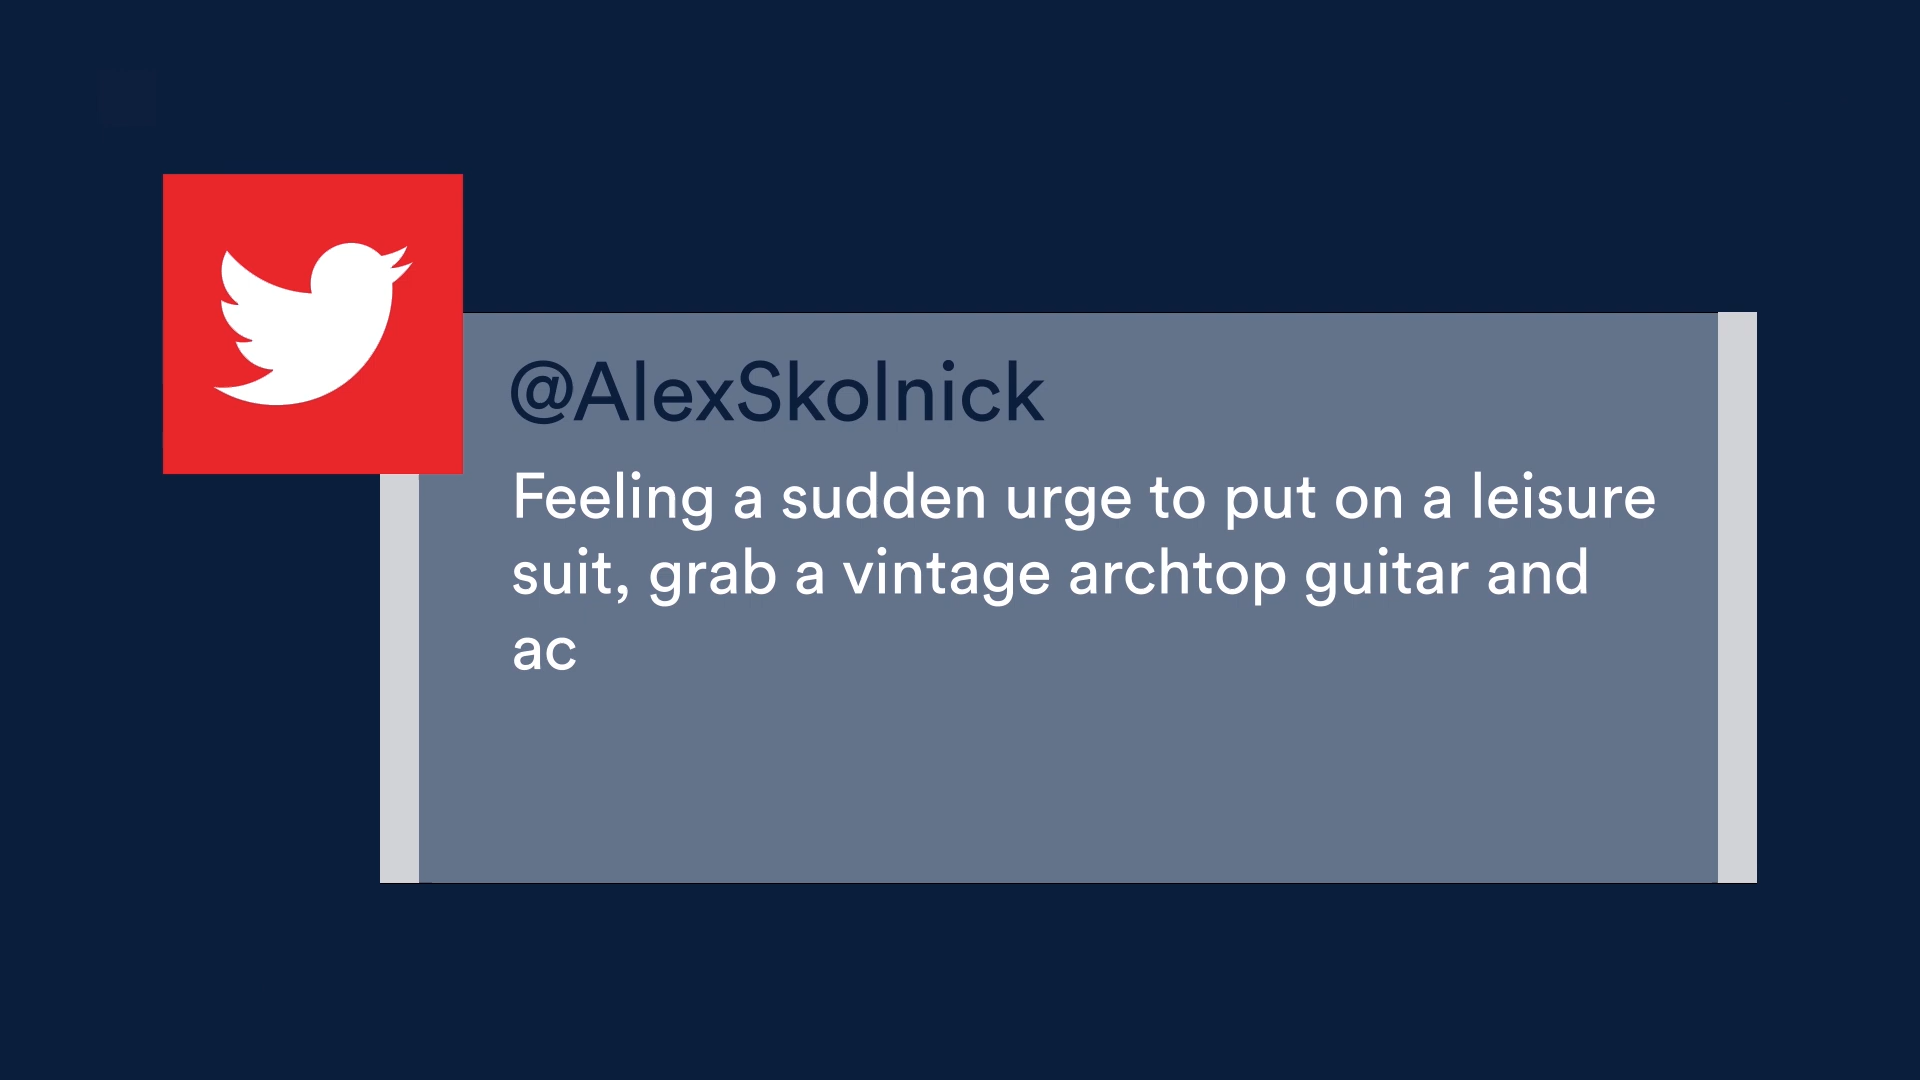 @AlexSkolnick
Feeling a sudden urge to put on a leisure
suit, grab a vintage archtop guitar and
ac